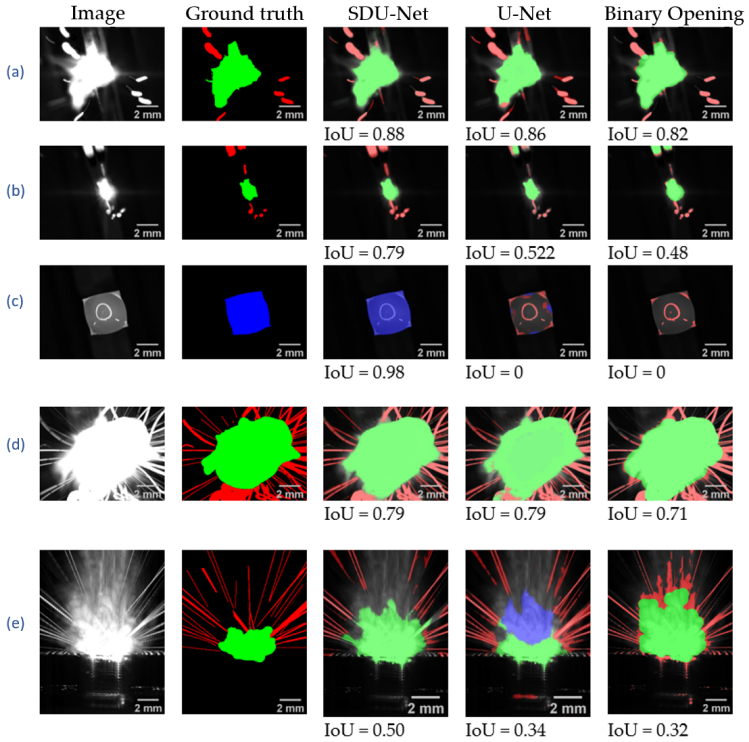 Image Ground truth SDU-Net U-Net Binary Opening
(a) 2 mm 2 mm 2 mm 2 mm 2 mm
IoU = 0.88 IoU = 0.86 IoU = 0.82
(b) 2 mm 2 mm 2 mm 2 mm 2 mm
IoU = 0.79 IoU = 0.522 IoU = 0.48
(c) 2 mm 2 mm 2 mm 2 mm 2 mm
IoU = 0.98 IoU = 0 IoU = 0
(d) 2 mm 2 mm 2 mm 2 mm 2 mm
IoU = 0.79 IoU = 0.79 IoU = 0.71
(e) 2 mm 2 mm 2 mm 2 mm 2 mm
IoU = 0.50 IoU = 0.34 IoU = 0.32